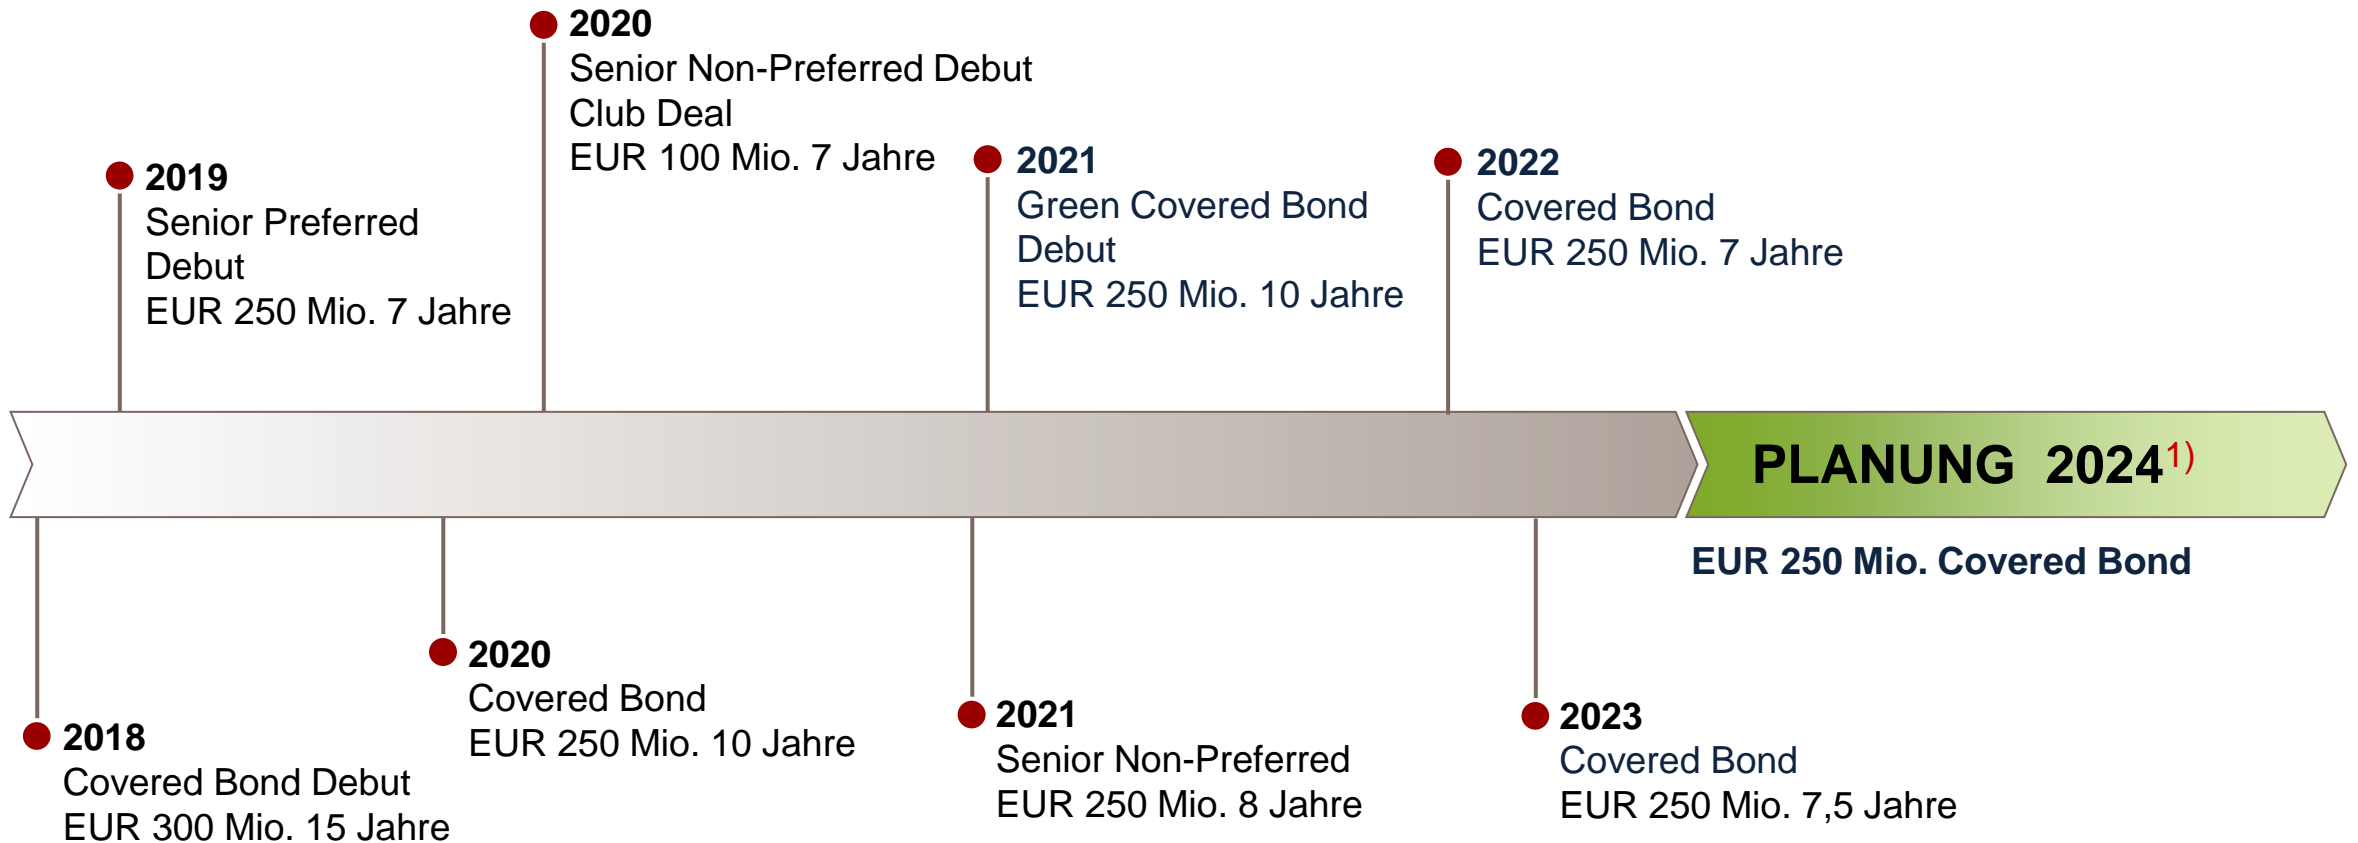 2020
Senior Non-Preferred Debut
Club Deal
EUR 100 Mio. 7 Jahre
2019
Senior Preferred
Debut
EUR 250 Mio. 7 Jahre
2021
Green Covered Bond
Debut
EUR 250 Mio. 10 Jahre
2022
Covered Bond
EUR 250 Mio. 7 Jahre
PLANUNG 2024¹⁾
EUR 250 Mio. Covered Bond
2018
Covered Bond Debut
EUR 300 Mio. 15 Jahre
2020
Covered Bond
EUR 250 Mio. 10 Jahre
2021
Senior Non-Preferred
EUR 250 Mio. 8 Jahre
2023
Covered Bond
EUR 250 Mio. 7,5 Jahre